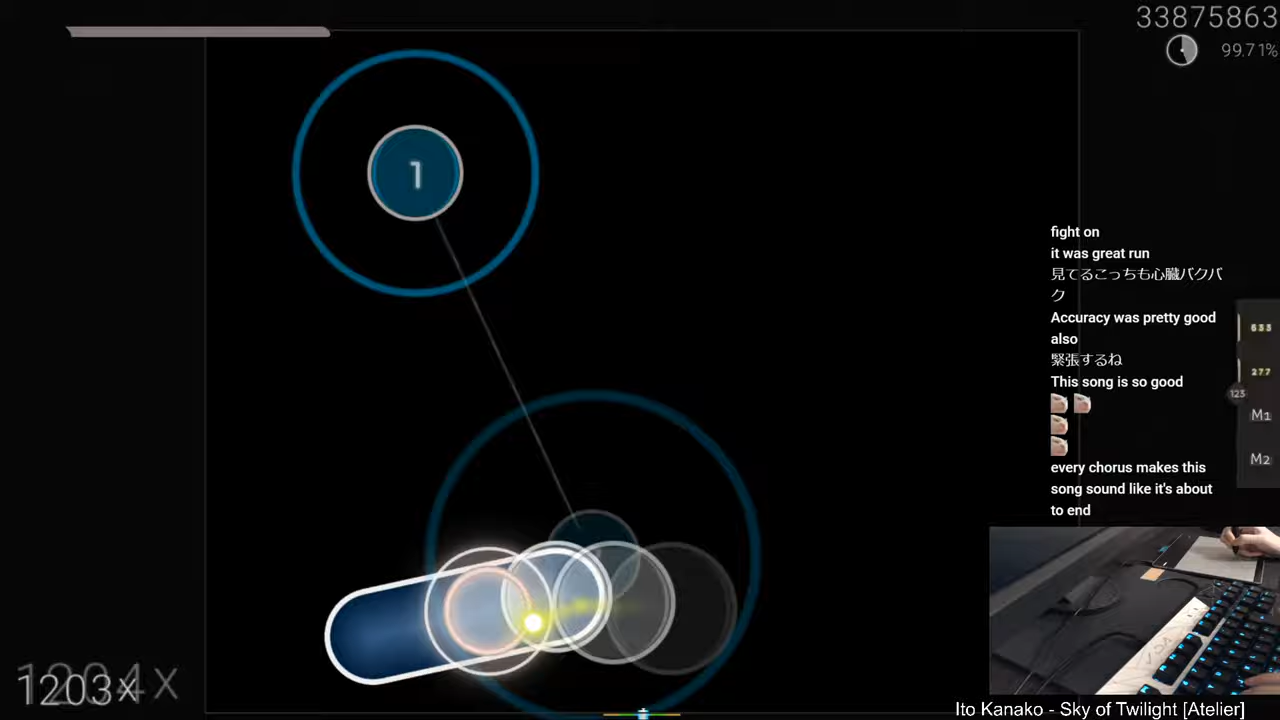 33875863
99.71%
1
fight on
it was great run
見てるこっちも心臓バクバ
ク
Accuracy was pretty good
also
緊張するね
This song is so good
every chorus makes this
song sound like it's about
to end
633
277
123
M1
M2
1203x
Ito Kanako - Sky of Twilight [Atelier]